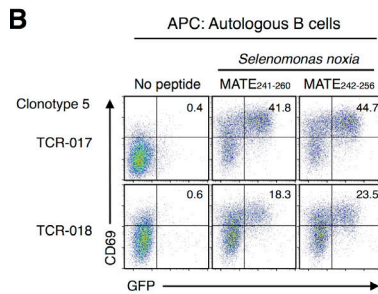 B
APC: Autologous B cells
Selenomonas noxia
No peptide MATE241-260 MATE242-256
Clonotype 5
TCR-017
0.4 41.8 44.7
TCR-018
0.6 18.3 23.5
CD69
GFP